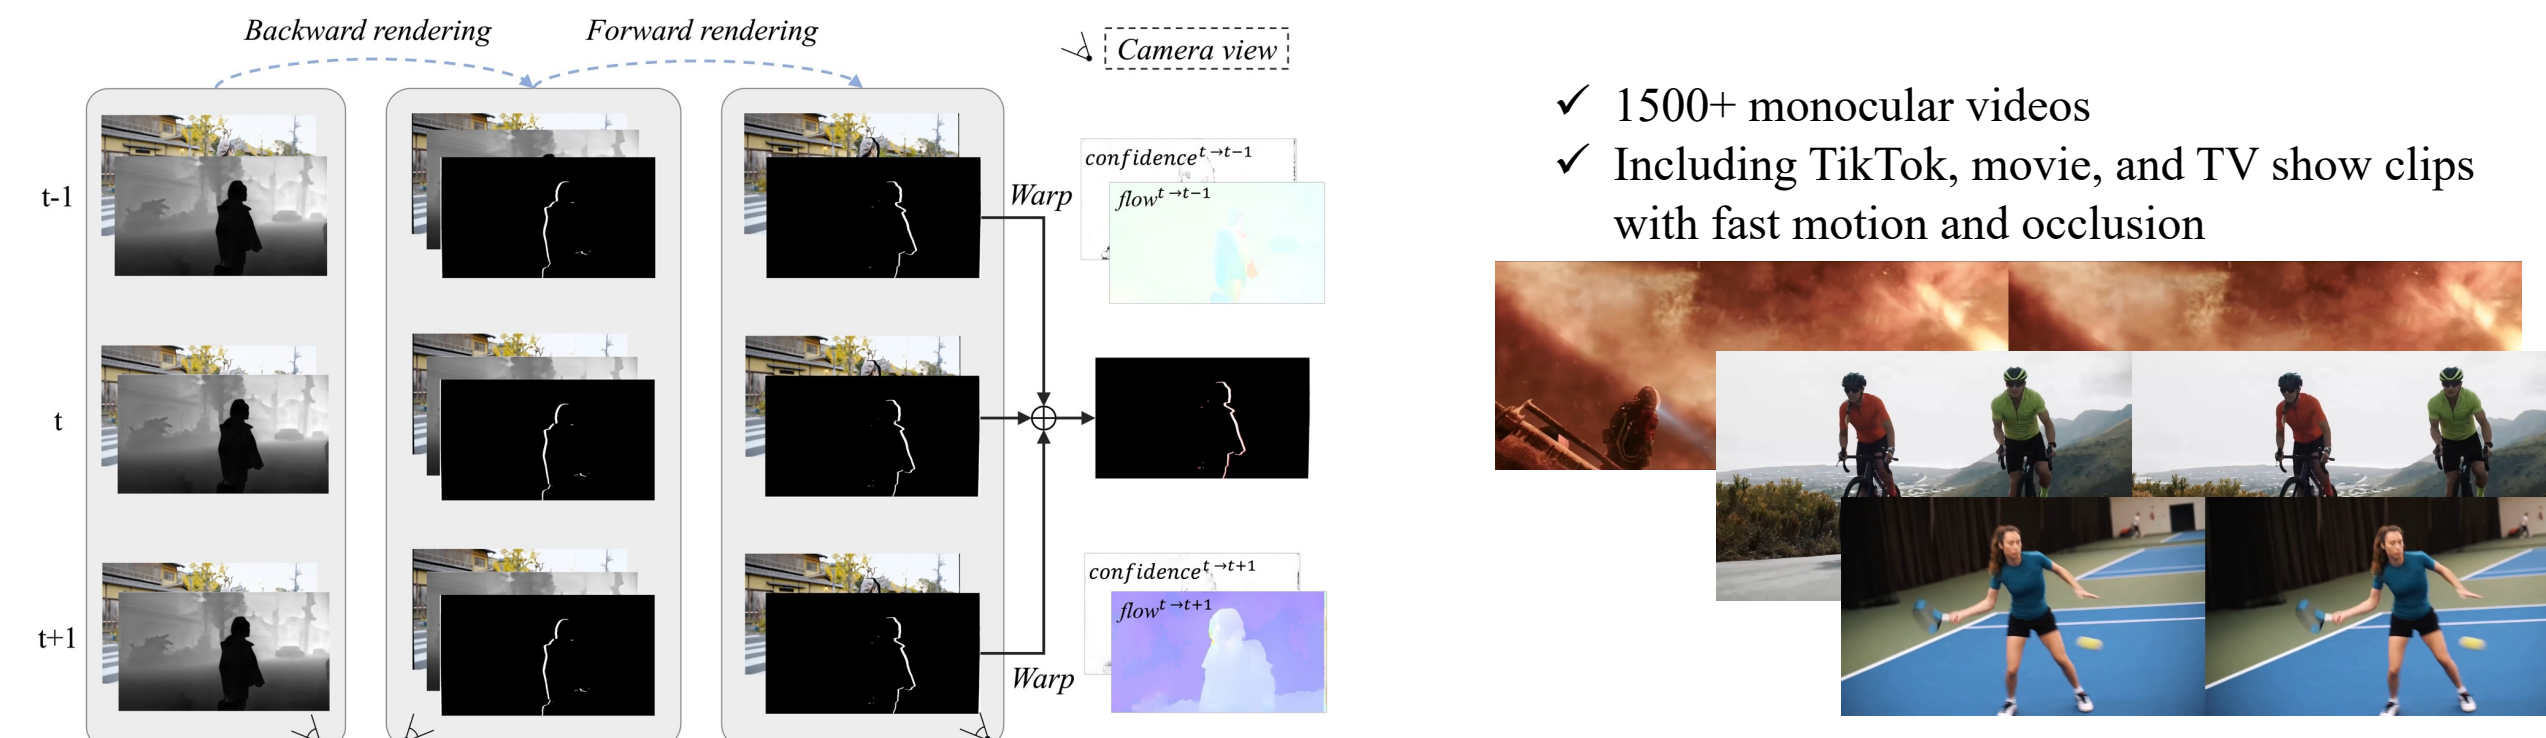 Backward rendering
Forward rendering
Camera view
t-1
confidence^{t→t−1}
flow^{t→t−1}
Warp
t
t+1
confidence^{t→t+1}
flow^{t→t+1}
Warp
✓ 1500+ monocular videos
✓ Including TikTok, movie, and TV show clips
with fast motion and occlusion